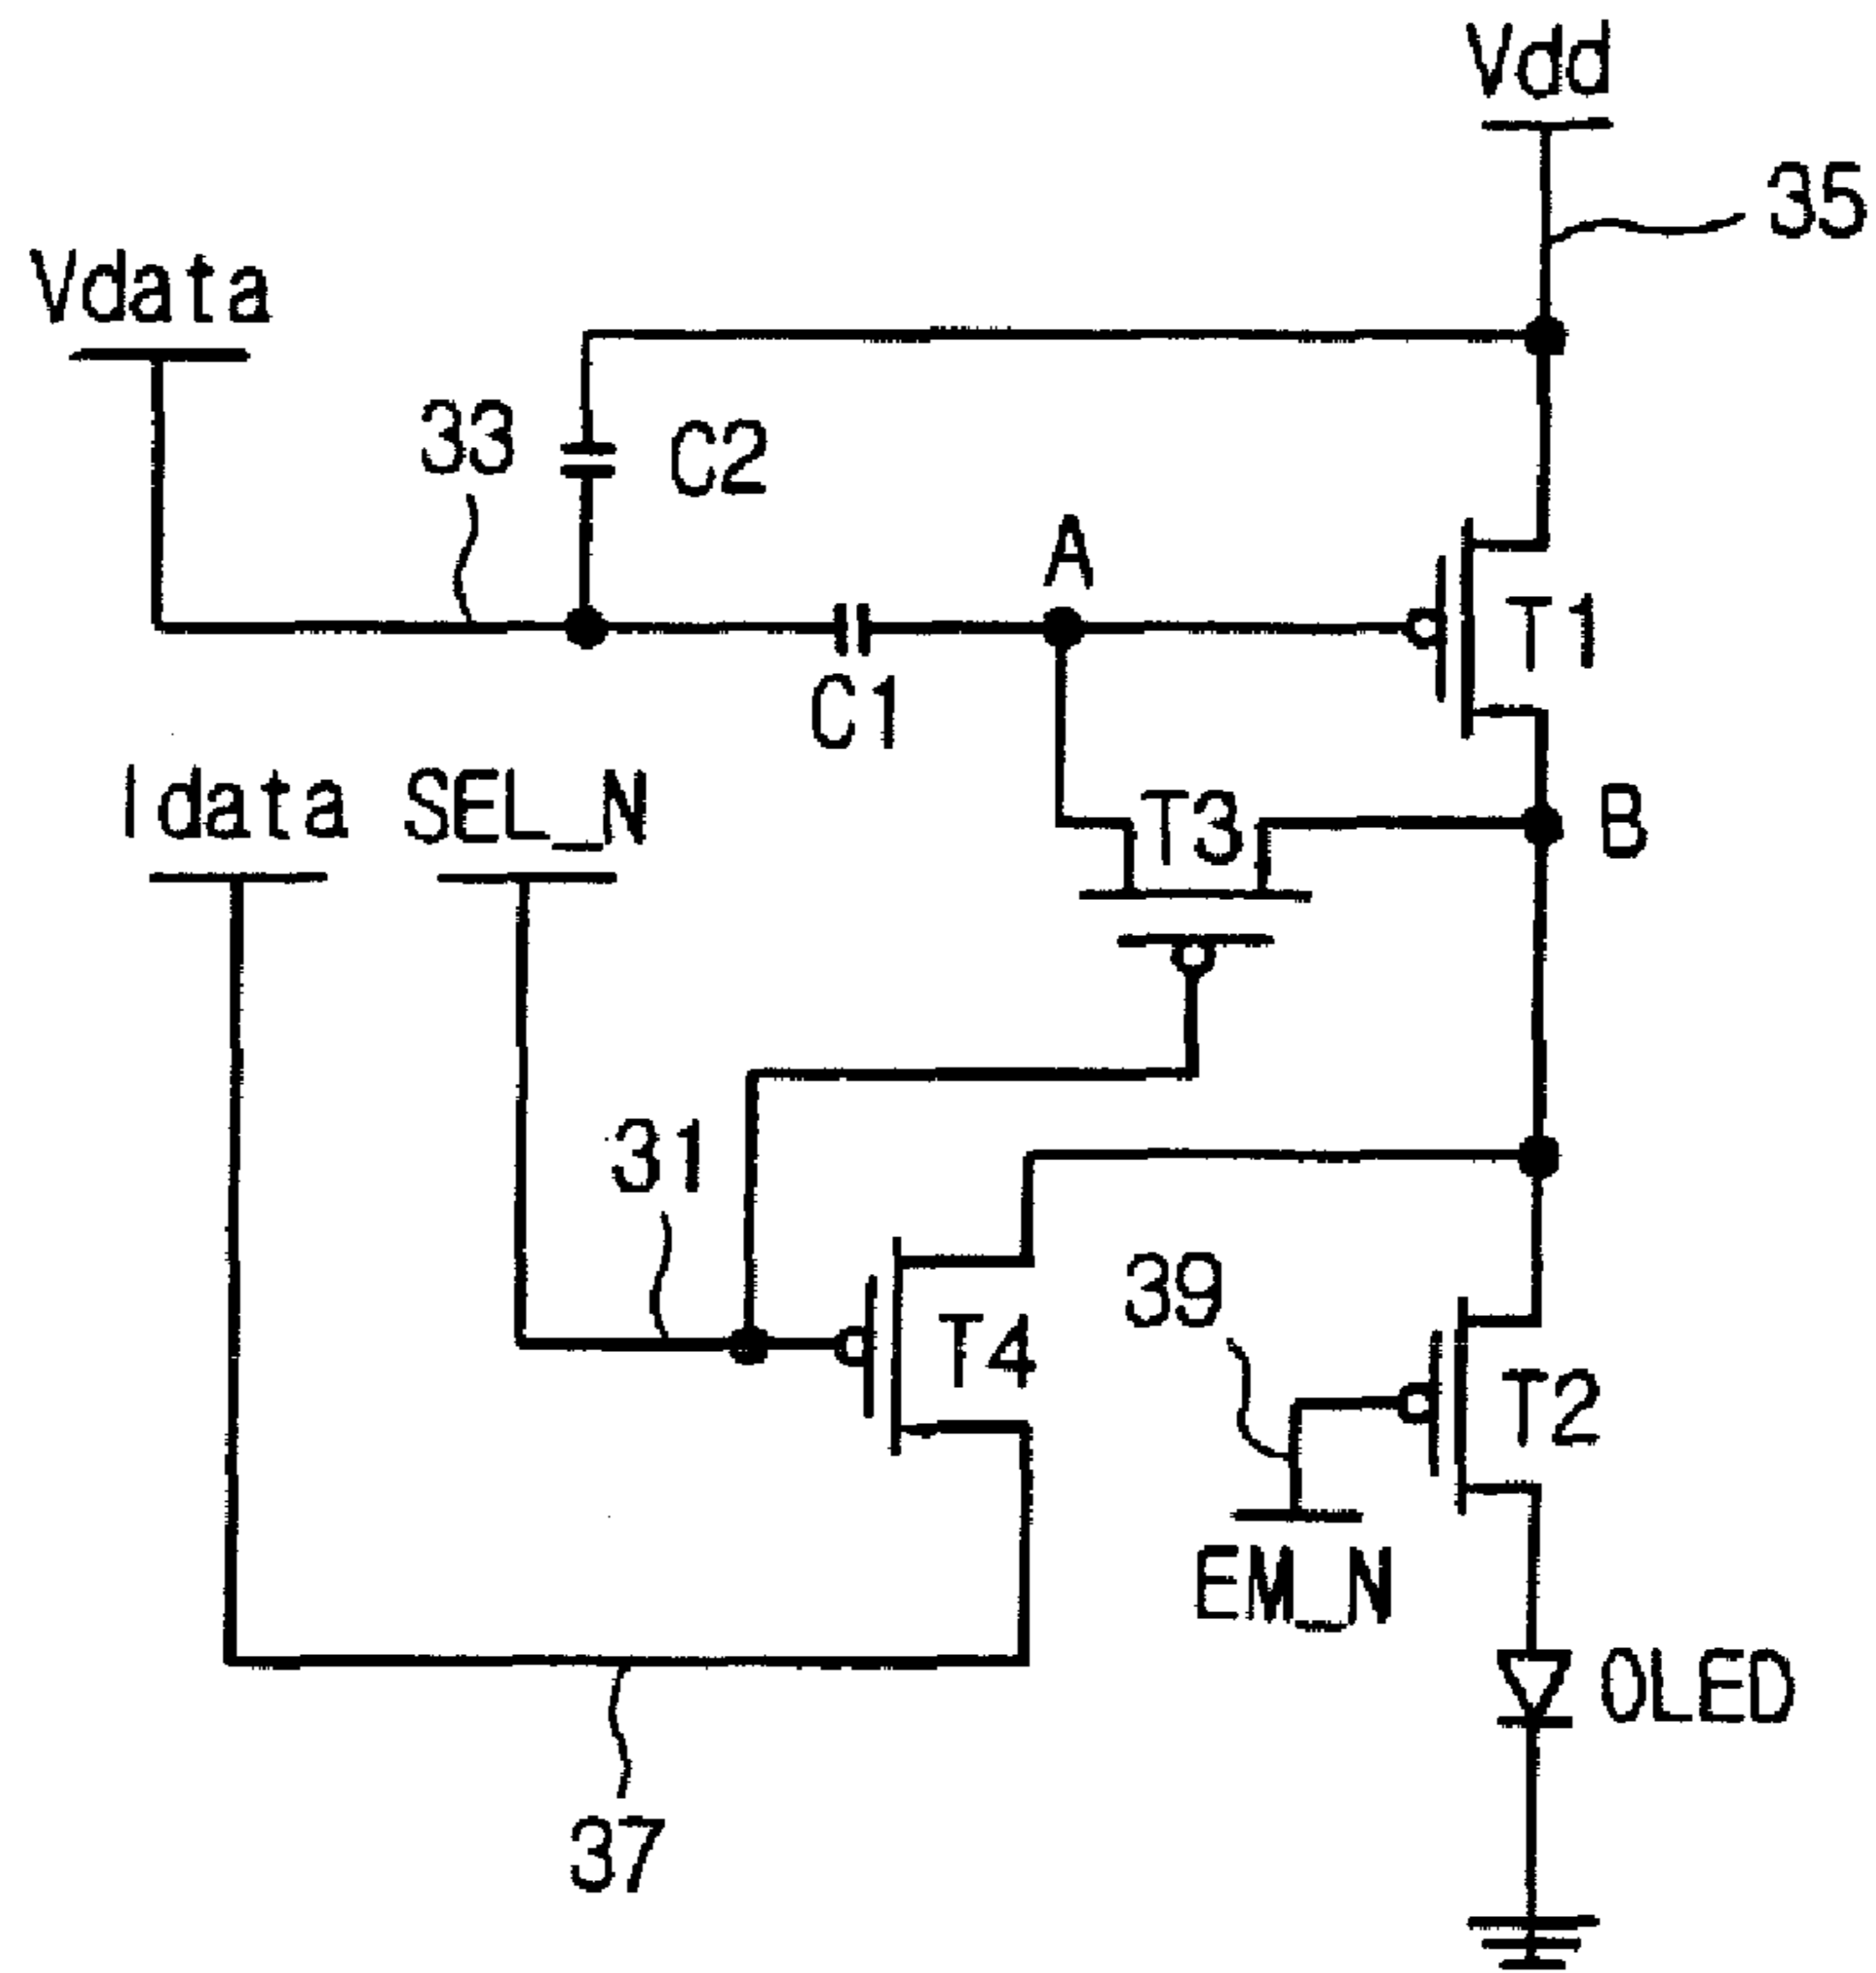 Vdd
35
Vdata
33
C2
A
T1
C1
Idata
SEL_N
T3
B
31
T4
39
T2
EM_N
OLED
37